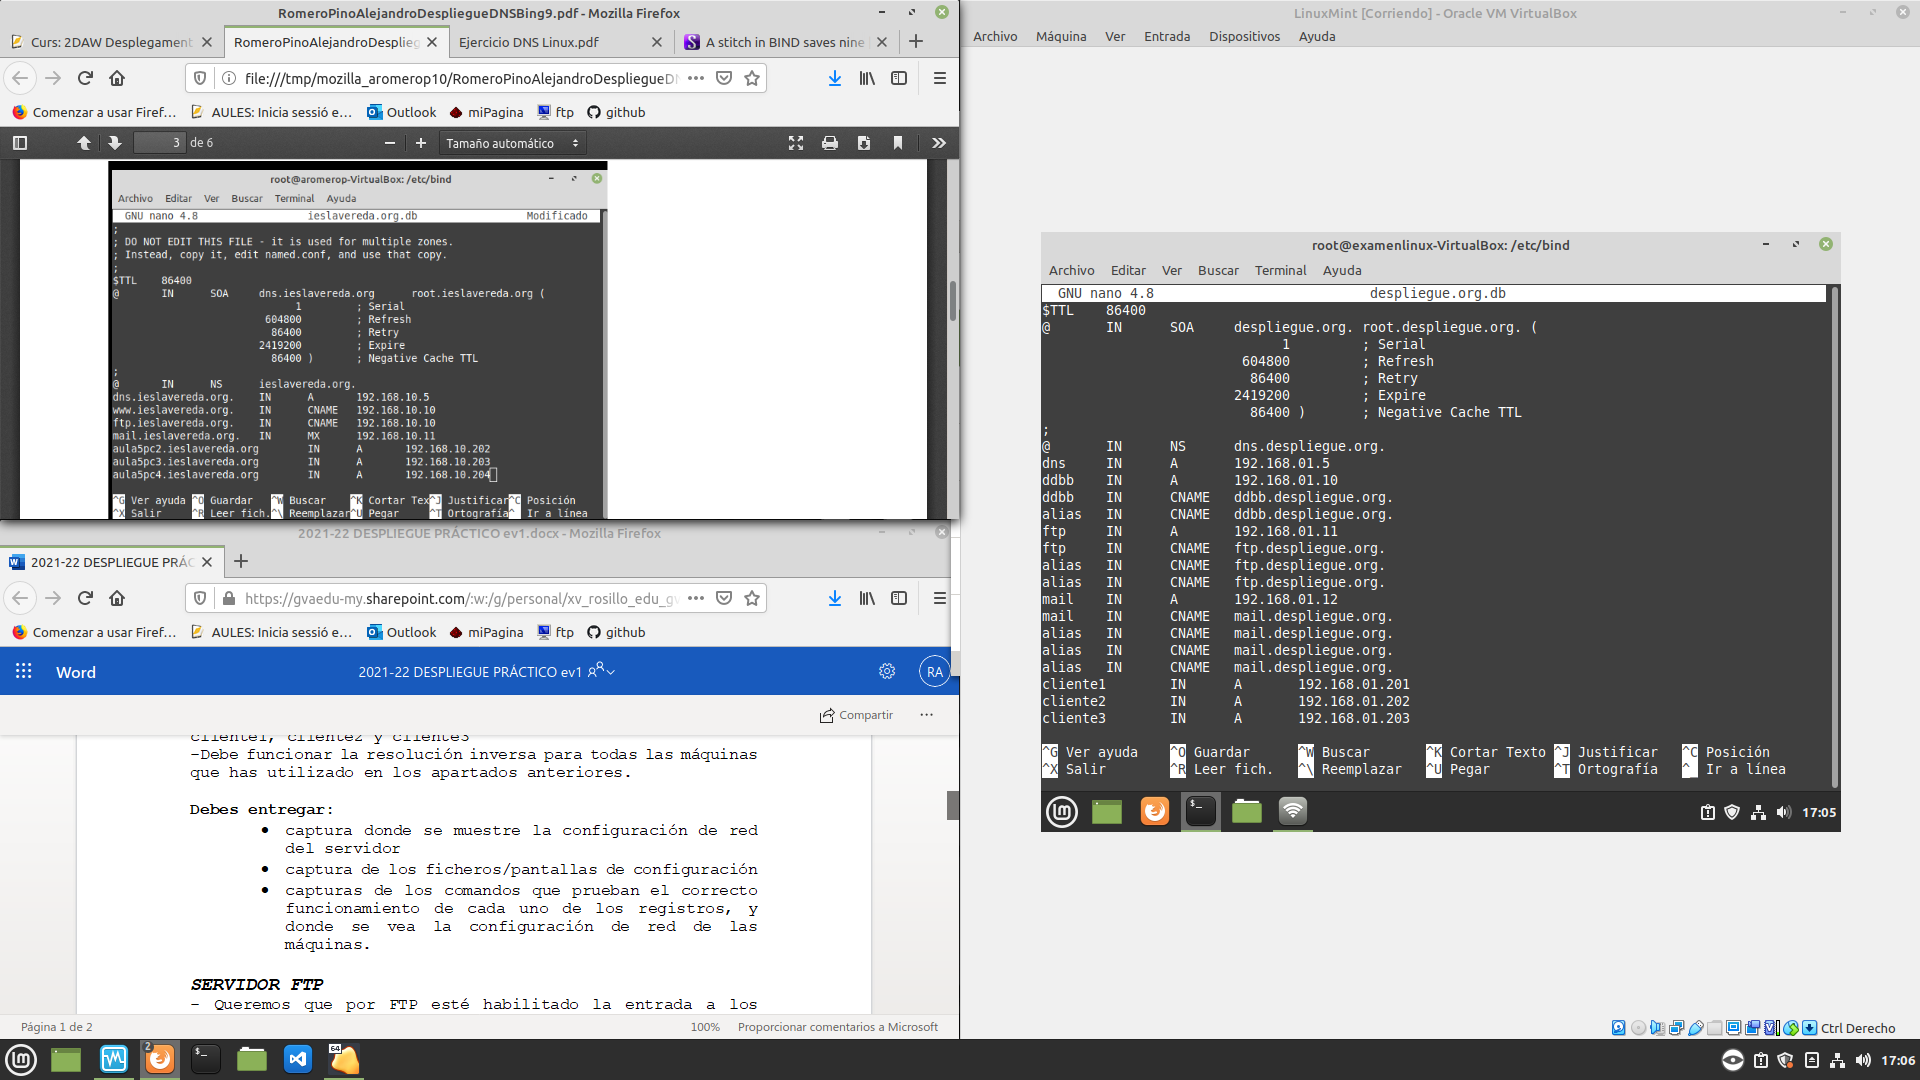 RomeroPinoAlejandroDespliegueDNSBing9.pdf - Mozilla Firefox
Curs: 2DAW Desplegament
RomeroPinoAlejandroDesplieg
Ejercicio DNS Linux.pdf
A stitch in BIND saves nine
file:///tmp/mozilla_aromerop10/RomeroPinoAlejandroDespliegueDN
Comenzar a usar Firef…
AULES: Inicia sessió e…
Outlook
miPagina
ftp
github
3 de 6
Tamaño automático
root@aromerop-VirtualBox: /etc/bind
Archivo Editar Ver Buscar Terminal Ayuda
GNU nano 4.8 ieslavereda.org.db Modificado
;
; DO NOT EDIT THIS FILE - it is used for multiple zones.
; Instead, copy it, edit named.conf, and use that copy.
;
$TTL 86400
@ IN SOA dns.ieslavereda.org root.ieslavereda.org (
1 ; Serial
604800 ; Refresh
86400 ; Retry
2419200 ; Expire
86400 ) ; Negative Cache TTL
;
@ IN NS ieslavereda.org.
dns.ieslavereda.org. IN A 192.168.10.5
www.ieslavereda.org. IN CNAME 192.168.10.10
ftp.ieslavereda.org. IN CNAME 192.168.10.10
mail.ieslavereda.org. IN MX 192.168.10.11
aula5pc2.ieslavereda.org IN A 192.168.10.202
aula5pc3.ieslavereda.org IN A 192.168.10.203
aula5pc4.ieslavereda.org IN A 192.168.10.204
^G Ver ayuda ^O Guardar ^W Buscar ^K Cortar Tex^J Justificar^C Posición
^X Salir ^R Leer fich.^\ Reemplazar^U Pegar ^T Ortografía^ Ir a línea
2021-22 DESPLIEGUE PRÁCTICO ev1.docx - Mozilla Firefox
2021-22 DESPLIEGUE PRÁC
https://gvaedu-my.sharepoint.com/:w:/g/personal/xv_rosillo_edu_gv
Comenzar a usar Firef…
AULES: Inicia sessió e…
Outlook
miPagina
ftp
github
Word
2021-22 DESPLIEGUE PRÁCTICO ev1
RA
Compartir
cliente1, cliente2 y cliente3
-Debe funcionar la resolución inversa para todas las máquinas
que has utilizado en los apartados anteriores.
Debes entregar:
• captura donde se muestre la configuración de red
del servidor
• captura de los ficheros/pantallas de configuración
• capturas de los comandos que prueban el correcto
funcionamiento de cada uno de los registros, y
donde se vea la configuración de red de las
máquinas.
SERVIDOR FTP
- Queremos que por FTP esté habilitado la entrada a los
Página 1 de 2
100%
Proporcionar comentarios a Microsoft
LinuxMint [Corriendo] - Oracle VM VirtualBox
Archivo Máquina Ver Entrada Dispositivos Ayuda
root@examenlinux-VirtualBox: /etc/bind
Archivo Editar Ver Buscar Terminal Ayuda
GNU nano 4.8 despliegue.org.db
$TTL 86400
@ IN SOA despliegue.org. root.despliegue.org. (
1 ; Serial
604800 ; Refresh
86400 ; Retry
2419200 ; Expire
86400 ) ; Negative Cache TTL
;
@ IN NS dns.despliegue.org.
dns IN A 192.168.01.5
ddbb IN A 192.168.01.10
ddbb IN CNAME ddbb.despliegue.org.
alias IN CNAME ddbb.despliegue.org.
ftp IN A 192.168.01.11
ftp IN CNAME ftp.despliegue.org.
alias IN CNAME ftp.despliegue.org.
alias IN CNAME ftp.despliegue.org.
mail IN A 192.168.01.12
mail IN CNAME mail.despliegue.org.
alias IN CNAME mail.despliegue.org.
alias IN CNAME mail.despliegue.org.
alias IN CNAME mail.despliegue.org.
cliente1 IN A 192.168.01.201
cliente2 IN A 192.168.01.202
cliente3 IN A 192.168.01.203
^G Ver ayuda ^O Guardar ^W Buscar ^K Cortar Texto ^J Justificar ^C Posición
^X Salir ^R Leer fich. ^\ Reemplazar ^U Pegar ^T Ortografía ^_ Ir a línea
17:05
Ctrl Derecho
2
64
17:06